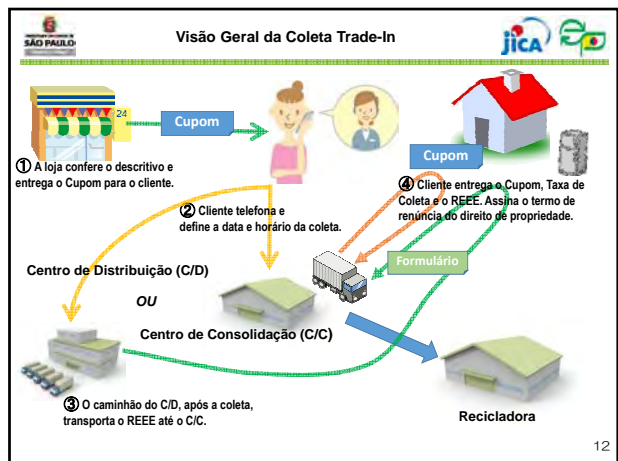 SÃO PAULO
Visão Geral da Coleta Trade-In
jICA
24
Cupom
① A loja confere o descritivo e
entrega o Cupom para o cliente.
② Cliente telefona e
define a data e horário da coleta.
Cupom
④ Cliente entrega o Cupom, Taxa de
Coleta e o REEE. Assina o termo de
renúncia do direito de propriedade.
Formulário
Centro de Distribuição (C/D)
OU
Centro de Consolidação (C/C)
③ O caminhão do C/D, após a coleta,
transporta o REEE até o C/C.
Recicladora
12